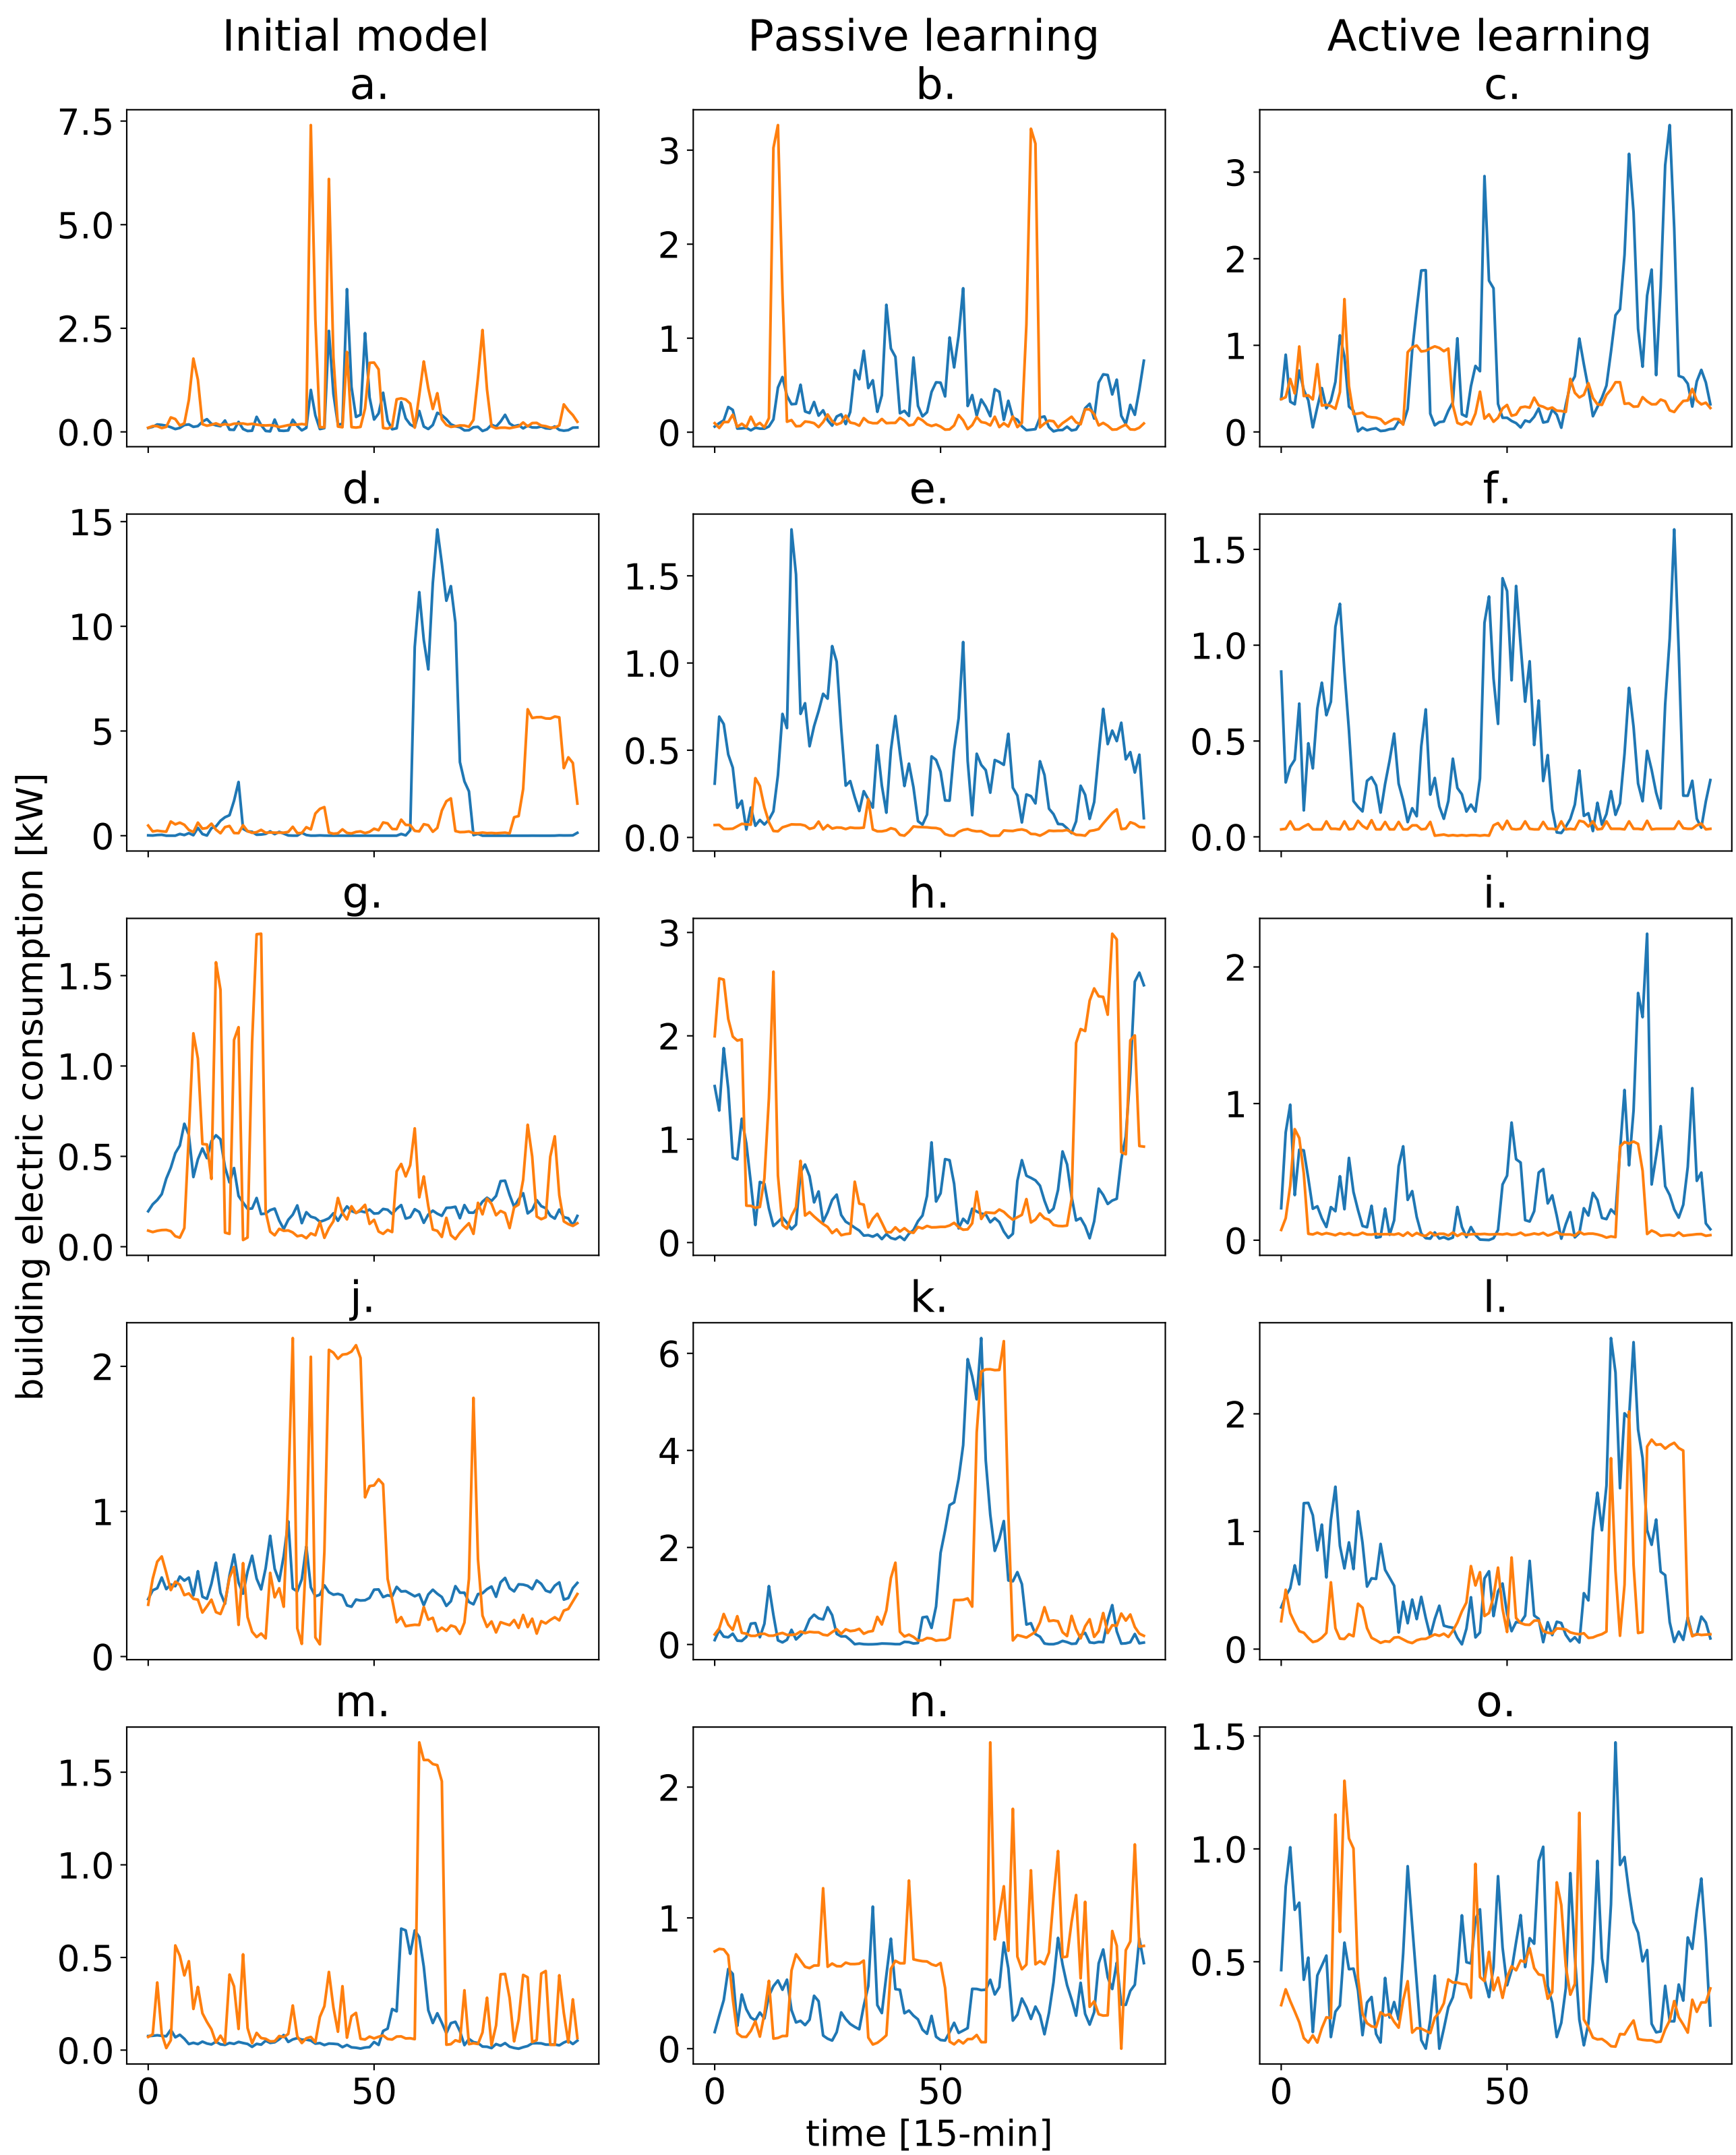 Initial model
Passive learning
Active learning
a.
b.
c.
7.5
5.0
2.5
0.0
3
2
1
0
3
2
1
0
d.
e.
f.
15
10
5
0
1.5
1.0
0.5
0.0
1.5
1.0
0.5
0.0
building electric consumption [kW]
g.
h.
i.
1.5
1.0
0.5
0.0
3
2
1
0
2
1
0
j.
k.
l.
2
1
0
6
4
2
0
2
1
0
m.
n.
o.
1.5
1.0
0.5
0.0
2
1
0
1.5
1.0
0.5
0 50
0 50
0 50
time [15-min]